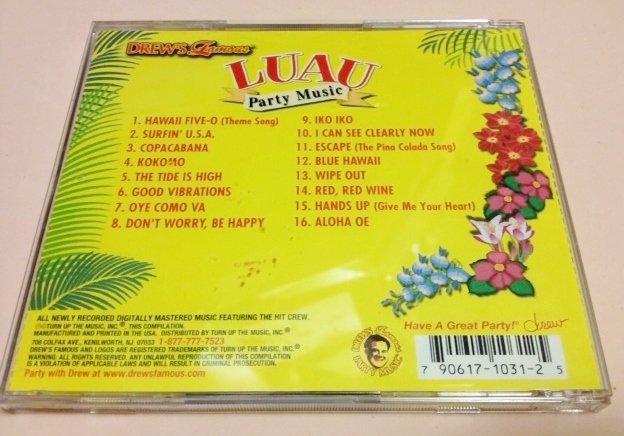 DREW'S Famous®
LUAU
Party Music
1. HAWAII FIVE-O (Theme Song)
2. SURFIN' U.S.A.
3. COPACABANA
4. KOKOMO
5. THE TIDE IS HIGH
6. GOOD VIBRATIONS
7. OYE COMO VA
8. DON'T WORRY, BE HAPPY
9. IKO IKO
10. I CAN SEE CLEARLY NOW
11. ESCAPE (The Pina Colada Song)
12. BLUE HAWAII
13. WIPE OUT
14. RED, RED WINE
15. HANDS UP (Give Me Your Heart)
16. ALOHA OE
ALL NEWLY RECORDED DIGITALLY MASTERED MUSIC FEATURING THE HIT CREW.
TURN UP THE MUSIC, INC.®, THIS COMPILATION.
MANUFACTURED AND PRINTED IN THE USA. DISTRIBUTED BY TURN UP THE MUSIC, INC.®
706 COLFAX AVE., KENILWORTH, NJ 07033 1-877-777-7523
DREW'S FAMOUS AND LOGOS ARE REGISTERED TRADEMARKS OF TURN UP THE MUSIC, INC.®
WARNING: ALL RIGHTS RESERVED. ANY UNLAWFUL REPRODUCTION OF THIS COMPILATION
IS A VIOLATION OF APPLICABLE LAWS AND WILL RESULT IN CRIMINAL PROSECUTION.
Party with Drew at www.drewsfamous.com
Have A Great Party! drew
DREW'S Famous PARTY MUSIC
7 90617-1031-2 5